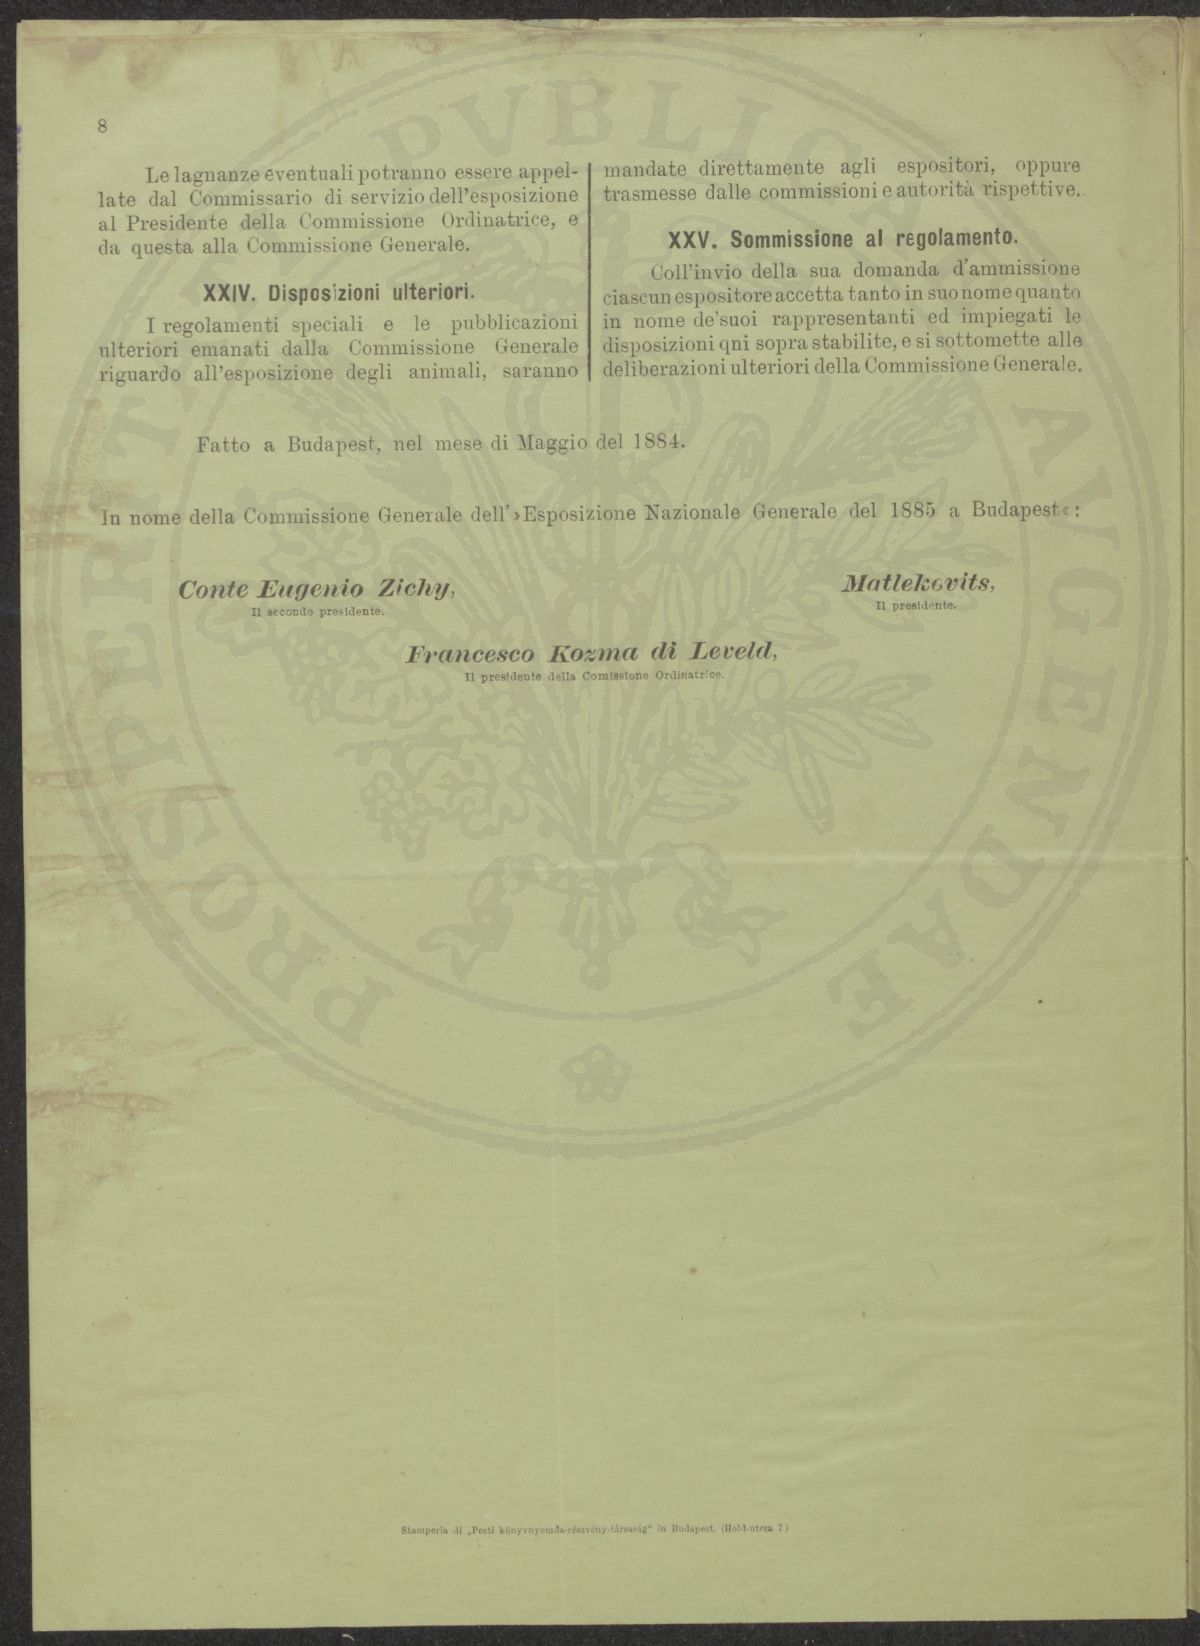 8
Le lagnanze eventuali potranno essere appel-
late dal Commissario di servizio dell'esposizione
al Presidente della Commissione Ordinatrice, e
da questa alla Commissione Generale.
XXIV. Disposizioni ulteriori.
I regolamenti speciali e le pubblicazioni
ulteriori emanati dalla Commissione Generale
riguardo all'esposizione degli animali, saranno
mandate direttamente agli espositori, oppure
trasmesse dalle commissioni e autorità rispettive.
XXV. Sommissione al regolamento.
Coll'invio della sua domanda d'ammissione
ciascun espositore accetta tanto in suo nome quanto
in nome de'suoi rappresentanti ed impiegati le
disposizioni qni sopra stabilite, e si sottomette alle
deliberazioni ulteriori della Commissione Generale.
Fatto a Budapest, nel mese di Maggio del 1884.
In nome della Commissione Generale dell'›Esposizione Nazionale Generale del 1885 a Budapest‹:
Conte Eugenio Zichy,
Il secondo presidente.
Matlekovits,
Il presidente.
Francesco Kozma di Leveld,
Il presidente della Comissione Ordinatrice.
Stamperia di „Pesti könyvnyomda-részvény-társaság“ in Budapest. (Hold-utcza 7.)
PROSPERITATI PVBLICAE AVGENDAE